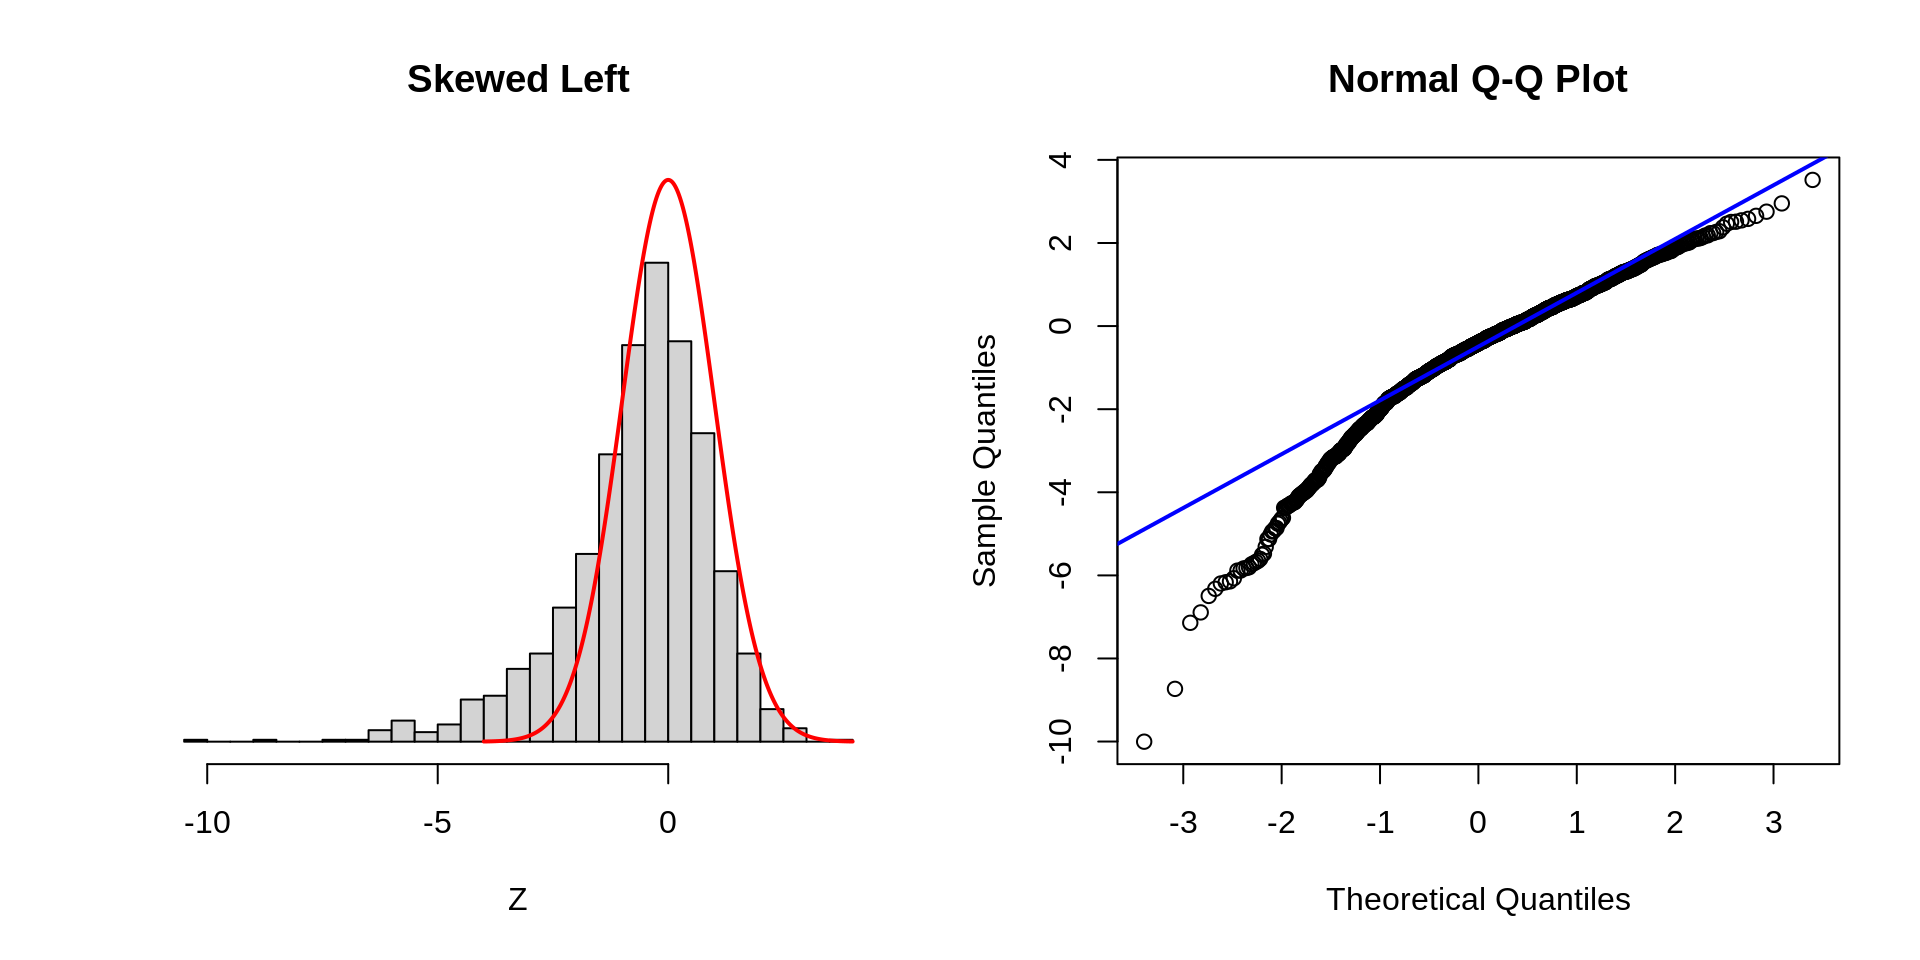 Skewed Left
-10 -5 0
Z
Normal Q-Q Plot
4
2
0
-2
-4
-6
-8
-10
Sample Quantiles
-3 -2 -1 0 1 2 3
Theoretical Quantiles